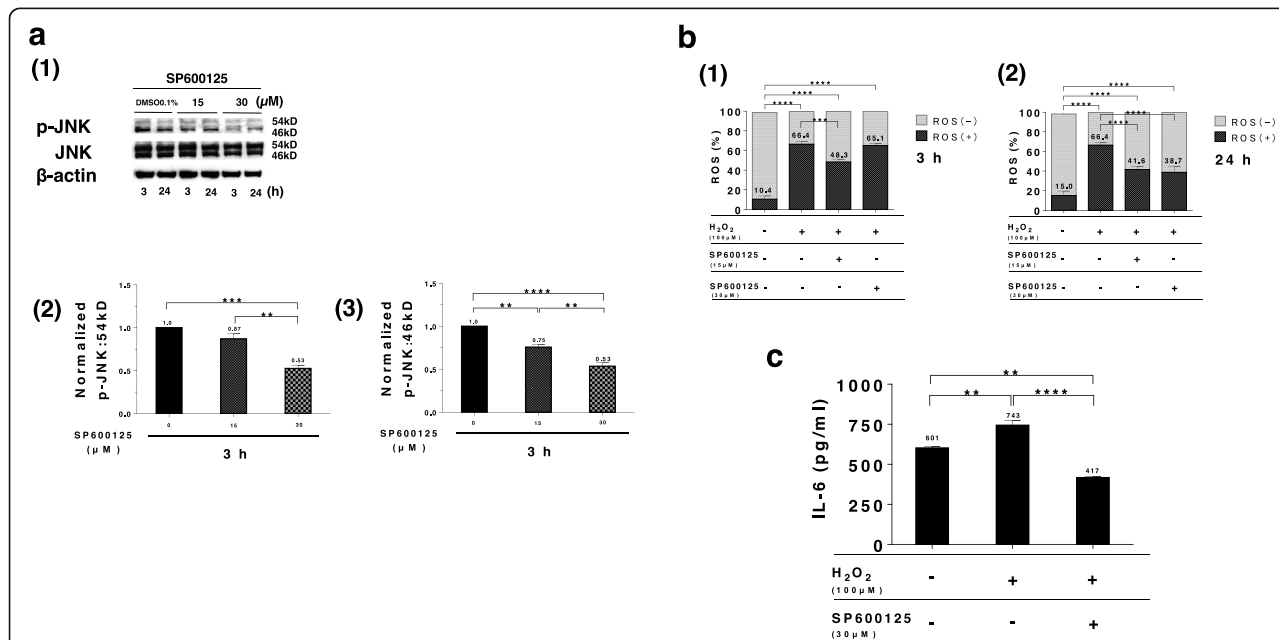 a
(1)
SP600125
DMSO0.1% 15 30 (μM)
p-JNK 54kD
46kD
JNK 54kD
46kD
β-actin
3 24 3 24 3 24 (h)
(2)
Normalized
p-JNK:54kD
1.5
1.0
0.5
0.0
1.0
0.87
0.53
***
**
0 15 30
SP600125
(μM)
3 h
(3)
Normalized
p-JNK:46kD
1.5
1.0
0.5
0.0
1.0
0.75
0.53
****
** **
0 15 30
SP600125
(μM)
3 h
b
(1)
****
****
****
***
ROS (%)
100
80
60
40
20
0
10.4
66.4
48.3
65.1
ROS(-)
ROS(+)
3 h
H2O2 - + + +
(100μM)
SP600125 - - + -
(15μM)
SP600125 - - - +
(30μM)
(2)
****
****
****
****
****
ROS (%)
100
80
60
40
20
0
15.0
66.4
41.6
38.7
ROS(-)
ROS(+)
24 h
H2O2 - + + +
(100μM)
SP600125 - - + -
(15μM)
SP600125 - - - +
(30μM)
c
IL-6 (pg/ml)
1000
750
500
250
0
**
** ****
601
743
417
H2O2 - + +
(100μM)
SP600125 - - +
(30μM)